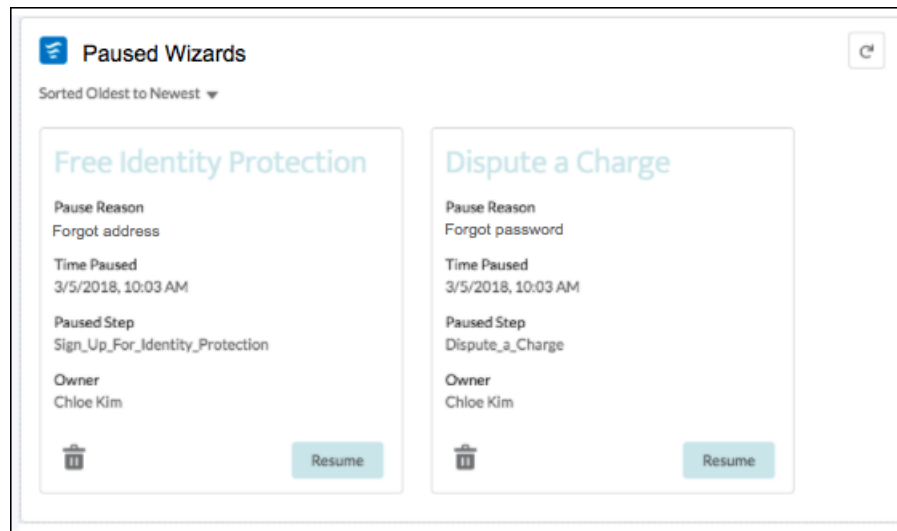 Paused Wizards
Sorted Oldest to Newest
Free Identity Protection
Pause Reason
Forgot address
Time Paused
3/5/2018, 10:03 AM
Paused Step
Sign_Up_For_Identity_Protection
Owner
Chloe Kim
Resume
Dispute a Charge
Pause Reason
Forgot password
Time Paused
3/5/2018, 10:03 AM
Paused Step
Dispute_a_Charge
Owner
Chloe Kim
Resume